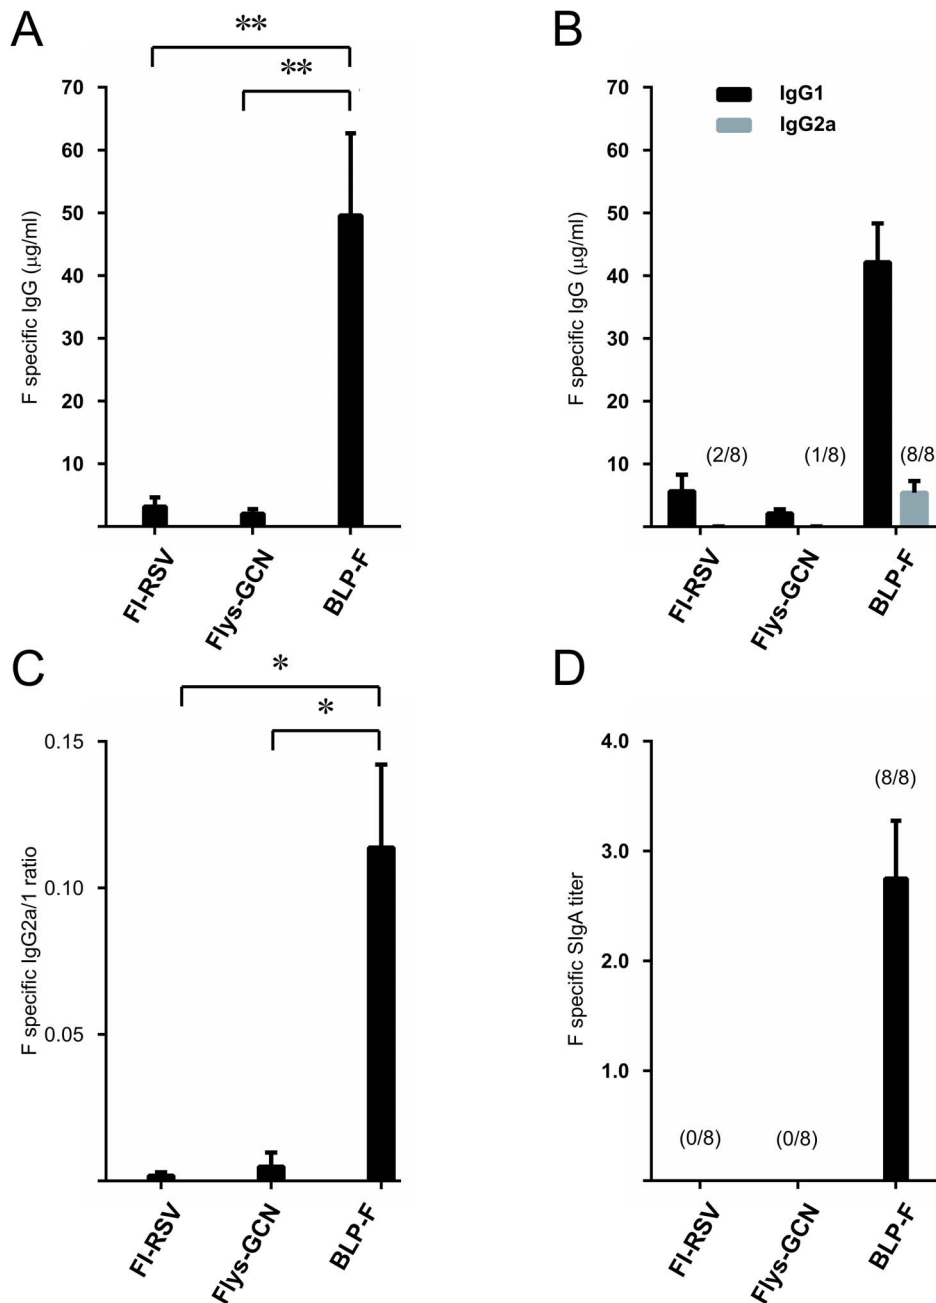 A
**
**
F specific IgG (µg/ml)
70
60
50
40
30
20
10
FI-RSV
Flys-GCN
BLP-F
B
IgG1
IgG2a
F specific IgG (µg/ml)
70
60
50
40
30
20
10
(2/8)
(1/8)
(8/8
FI-RSV
Flys-GCN
BLP-F
C
*
*
F specific IgG2a/1 ratio
0.15
0.10
0.05
FI-RSV
Flys-GCN
BLP-F
D
F specific SIgA titer
4.0
3.0
2.0
1.0
(0/8)
(0/8)
(8/8)
FI-RSV
Flys-GCN
BLP-F